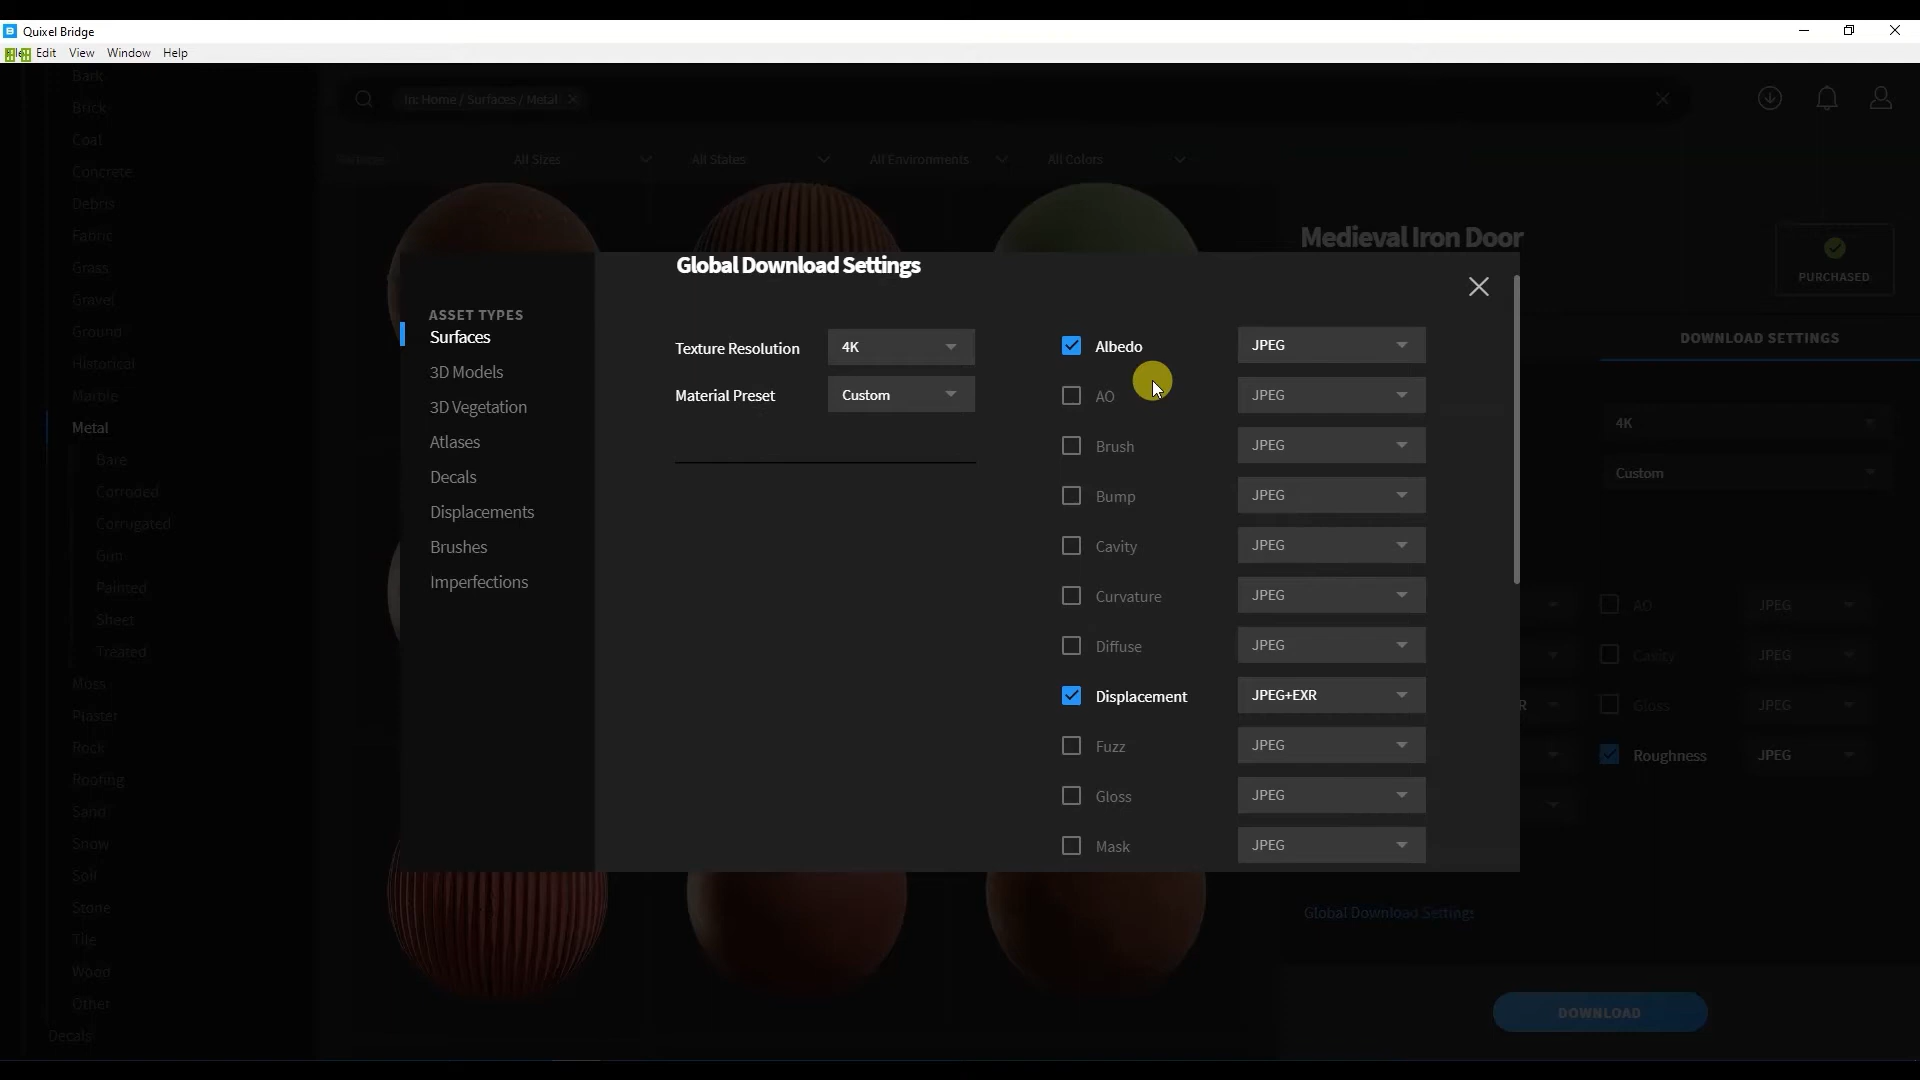 Quixel Bridge
Edit View Window Help
Bark
Brick
Coal
Concrete
Debris
Fabric
Grass
Gravel
Ground
Historical
Marble
Metal
Bare
Corroded
Corrugated
Gun
Painted
Sheet
Treated
Moss
Plaster
Rock
Roofing
Sand
Snow
Soil
Stone
Tile
Wood
Other
Decals
In: Home / Surfaces / Metal
All Sizes
All States
All Environments
All Colors
Medieval Iron Door
PURCHASED
DOWNLOAD SETTINGS
4K
Custom
AO JPEG
Cavity JPEG
R Gloss JPEG
Roughness JPEG
Global Download Settings
DOWNLOAD
Global Download Settings
ASSET TYPES
Surfaces
3D Models
3D Vegetation
Atlases
Decals
Displacements
Brushes
Imperfections
Texture Resolution 4K
Material Preset Custom
Albedo JPEG
AO JPEG
Brush JPEG
Bump JPEG
Cavity JPEG
Curvature JPEG
Diffuse JPEG
Displacement JPEG+EXR
Fuzz JPEG
Gloss JPEG
Mask JPEG